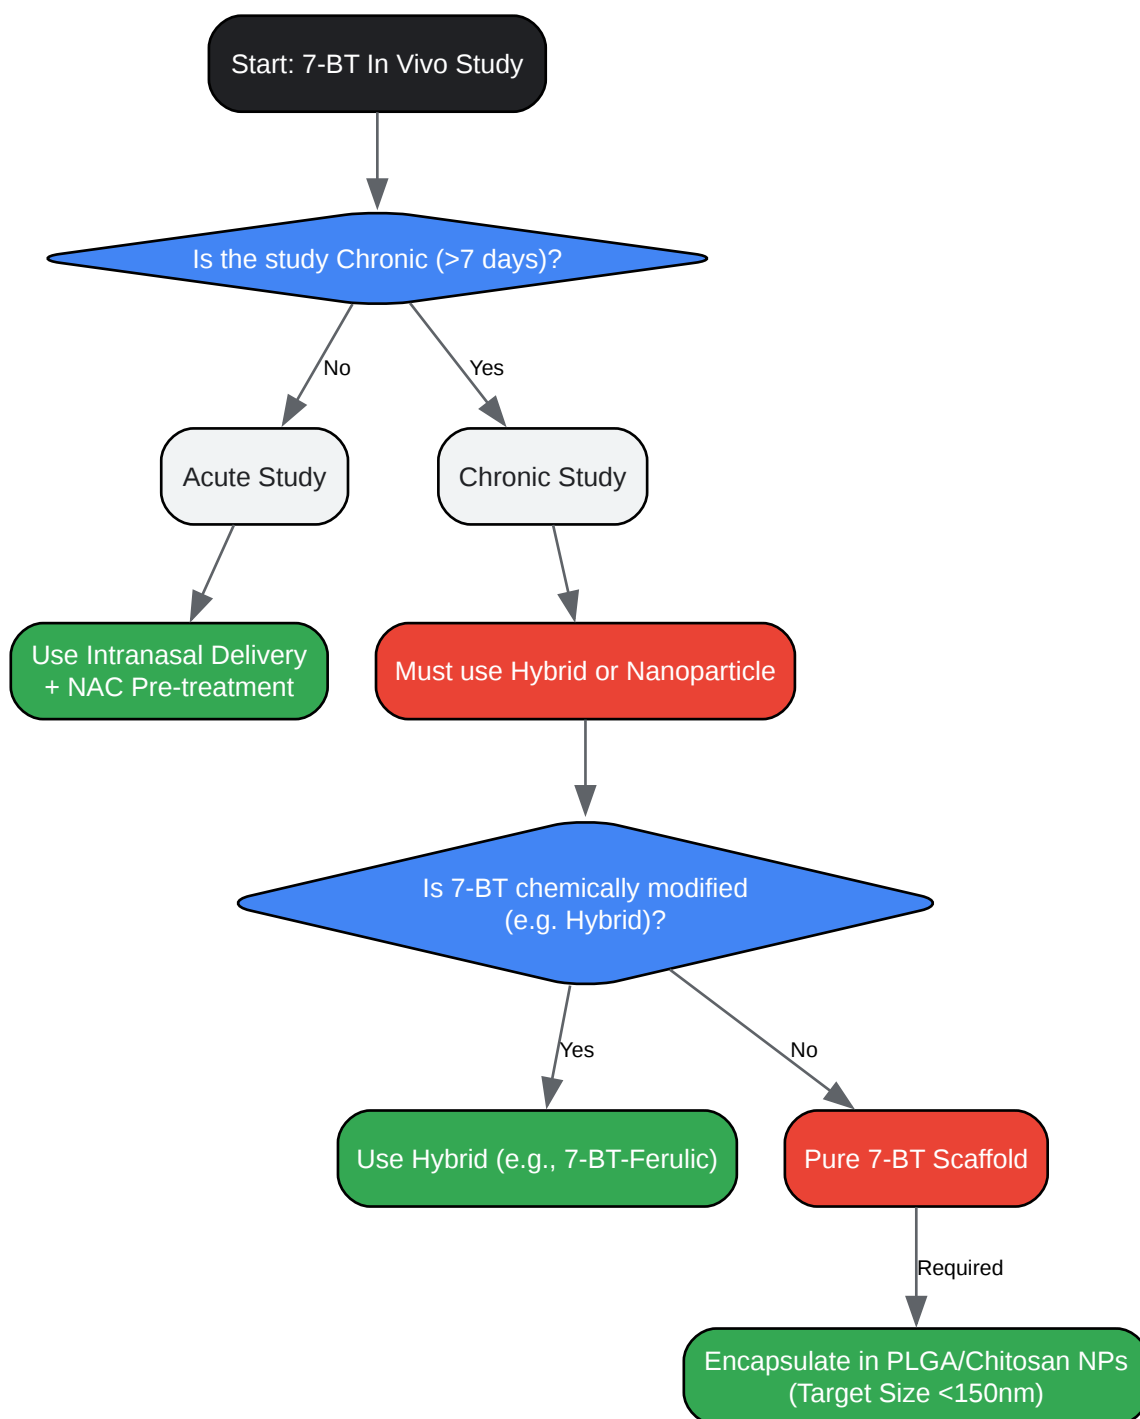 Start: 7-BT In Vivo Study
Is the study Chronic (>7 days)?
No
Yes
Acute Study
Chronic Study
Use Intranasal Delivery
+ NAC Pre-treatment
Must use Hybrid or Nanoparticle
Is 7-BT chemically modified
(e.g. Hybrid)?
Yes
No
Use Hybrid (e.g., 7-BT-Ferulic)
Pure 7-BT Scaffold
Required
Encapsulate in PLGA/Chitosan NPs
(Target Size <150nm)